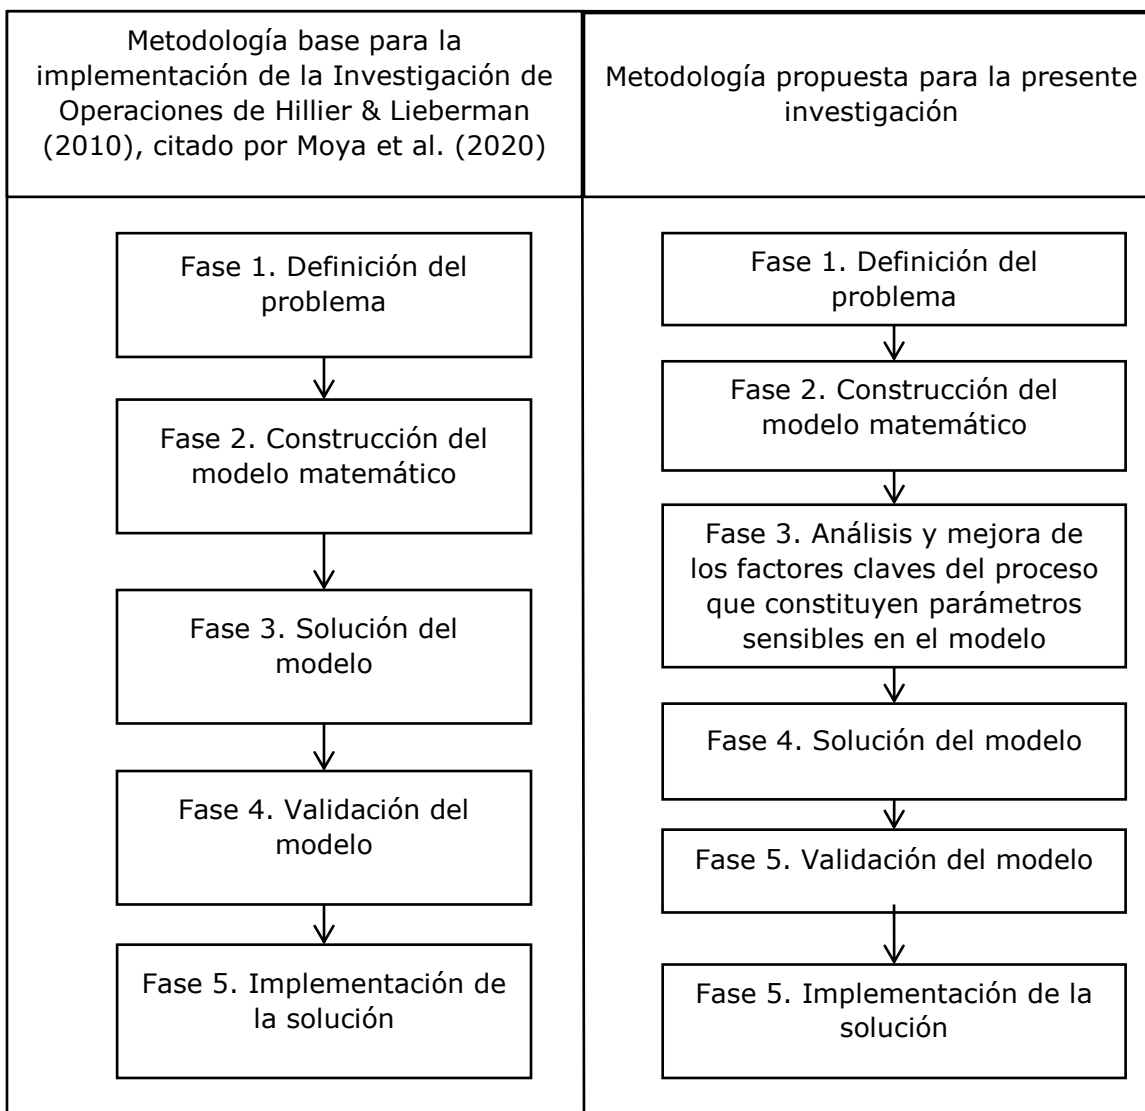 Metodología base para la
implementación de la Investigación de
Operaciones de Hillier & Lieberman
(2010), citado por Moya et al. (2020)
Metodología propuesta para la presente
investigación
Fase 1. Definición del
problema
Fase 2. Construcción del
modelo matemático
Fase 3. Solución del
modelo
Fase 4. Validación del
modelo
Fase 5. Implementación de
la solución
Fase 1. Definición del
problema
Fase 2. Construcción del
modelo matemático
Fase 3. Análisis y mejora de
los factores claves del proceso
que constituyen parámetros
sensibles en el modelo
Fase 4. Solución del modelo
Fase 5. Validación del modelo
Fase 5. Implementación de la
solución